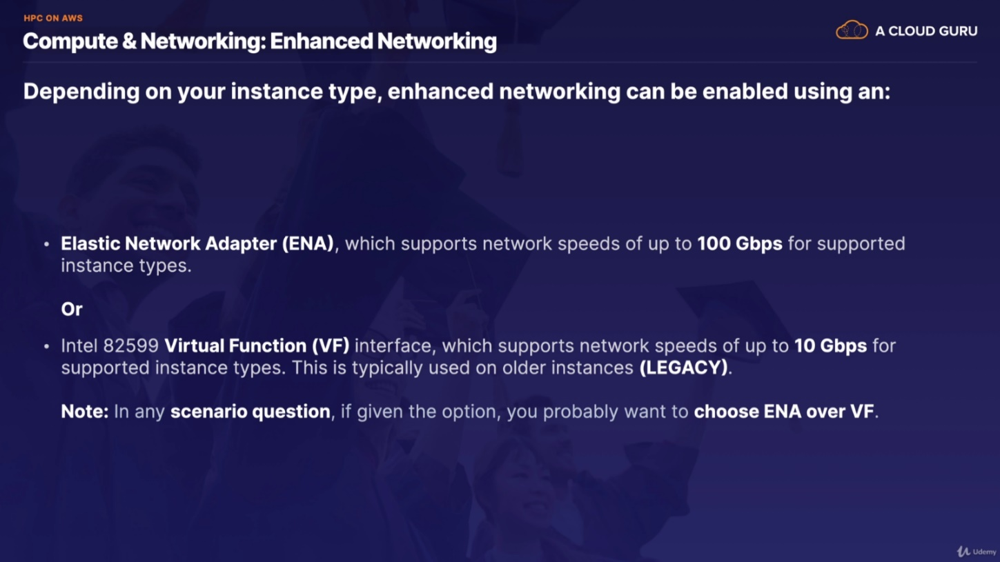 HPC ON AWS
Compute & Networking: Enhanced Networking
A CLOUD GURU
Depending on your instance type, enhanced networking can be enabled using an:
• Elastic Network Adapter (ENA), which supports network speeds of up to 100 Gbps for supported
instance types.
Or
• Intel 82599 Virtual Function (VF) interface, which supports network speeds of up to 10 Gbps for
supported instance types. This is typically used on older instances (LEGACY).
Note: In any scenario question, if given the option, you probably want to choose ENA over VF.
Udemy